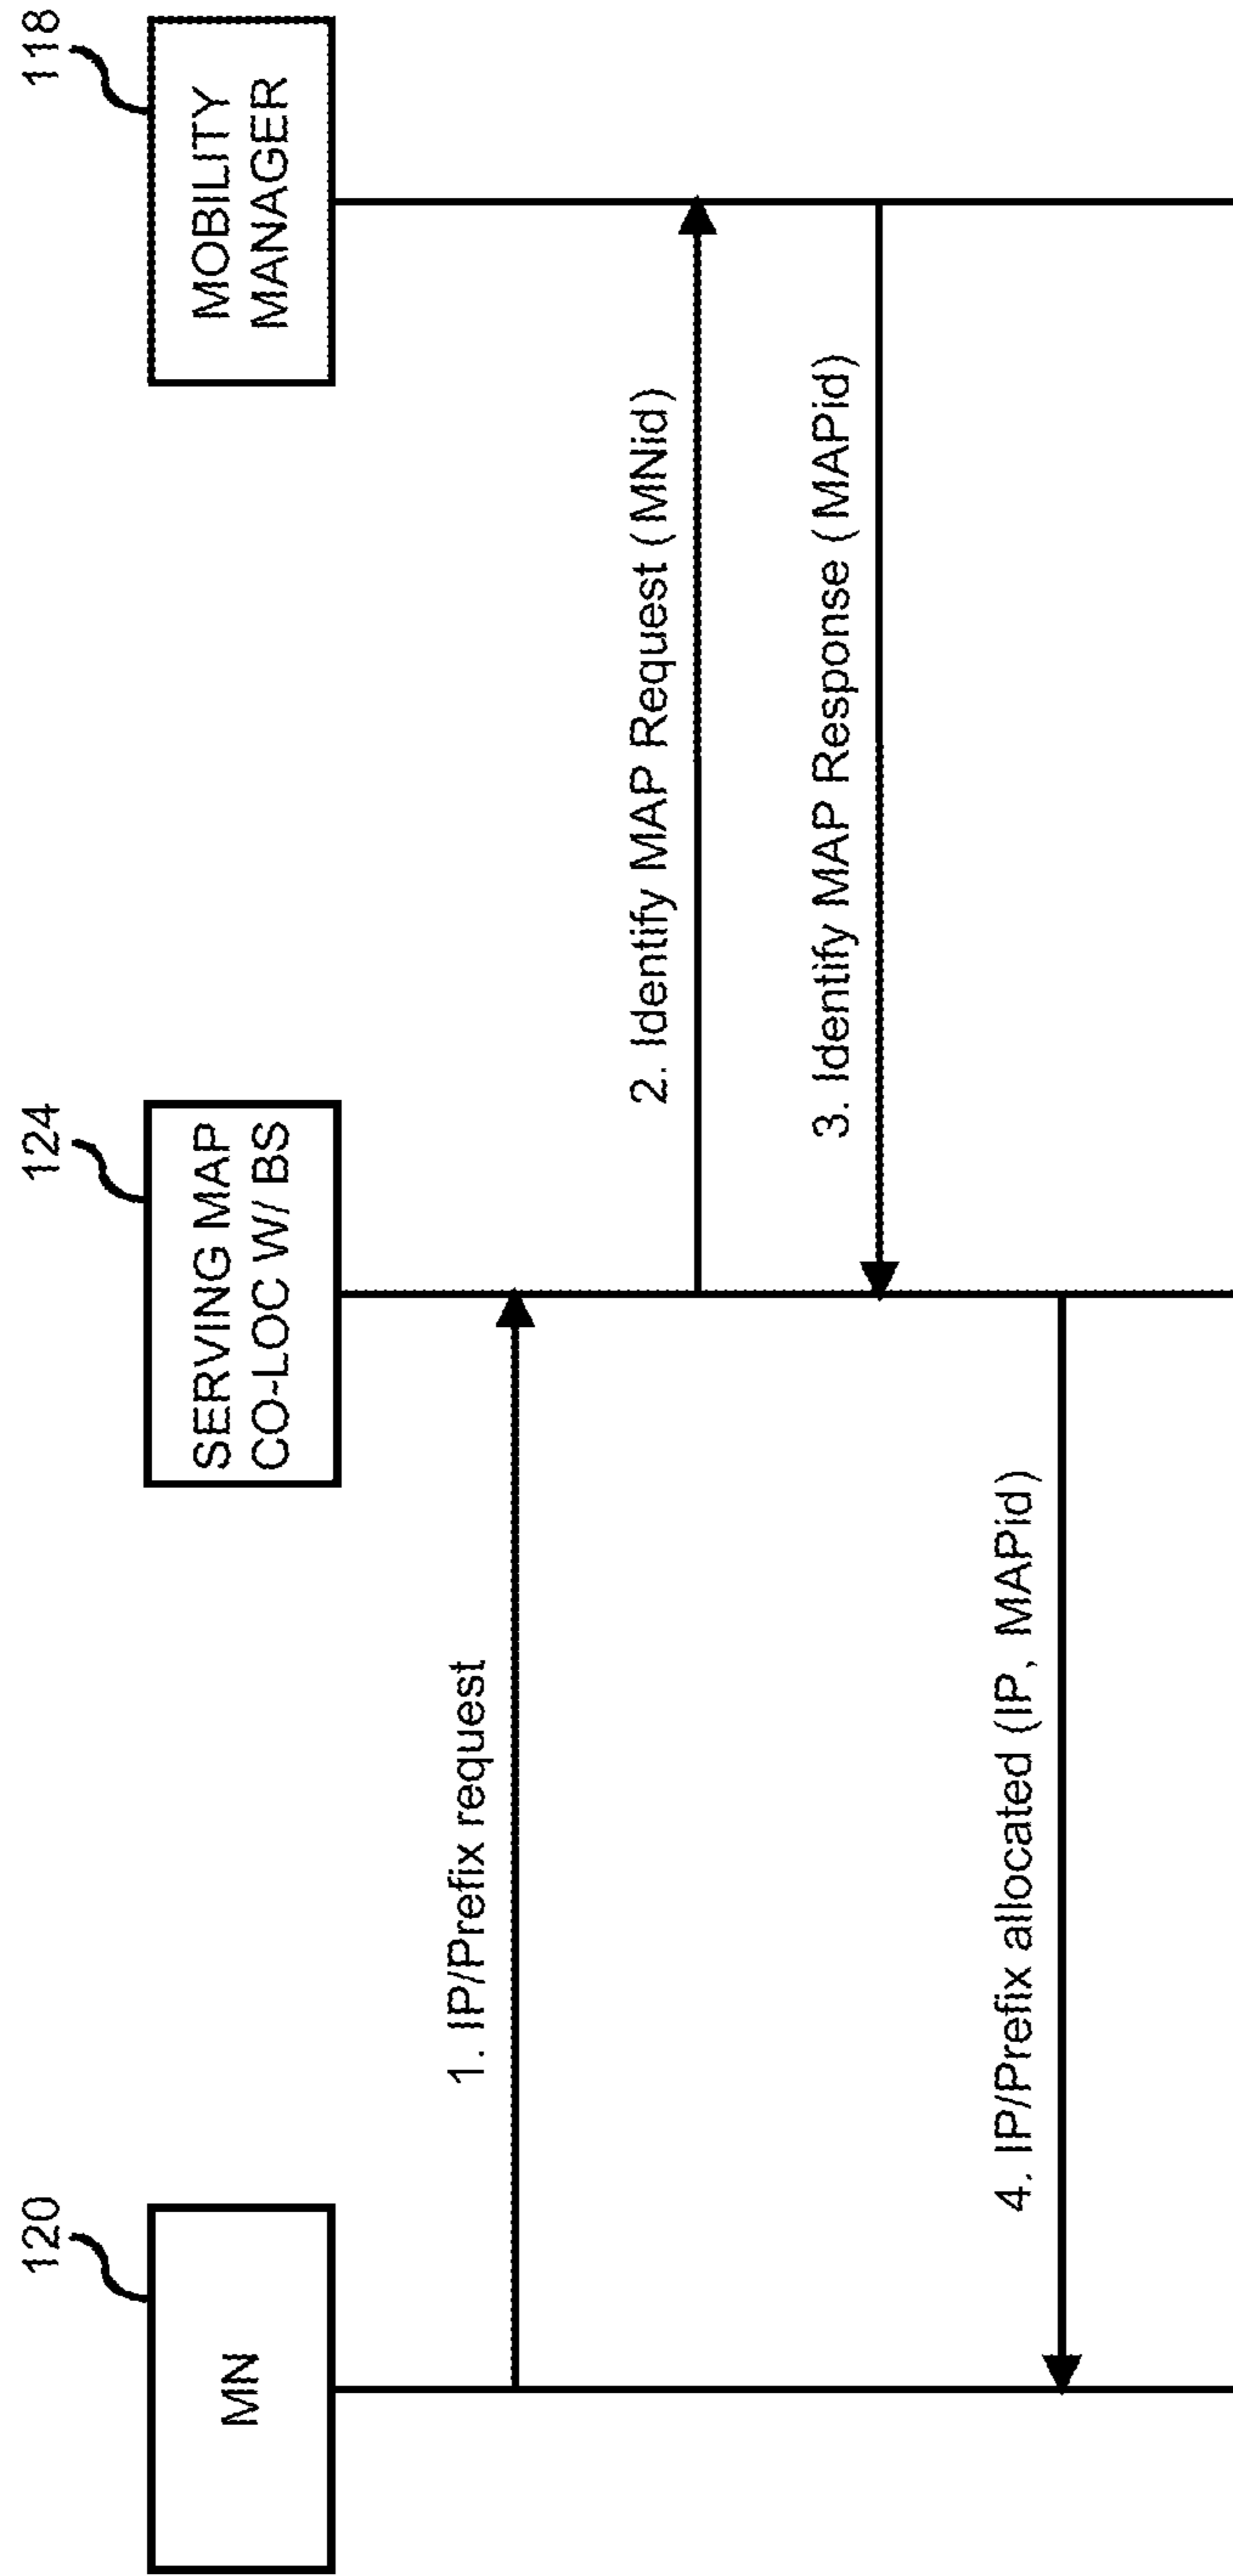 120
124
118
MN
SERVING MAP
CO-LOC W/ BS
MOBILITY
MANAGER
1. IP/Prefix request
2. Identify MAP Request (MNid)
3. Identify MAP Response (MAPid)
4. IP/Prefix allocated (IP, MAPid)